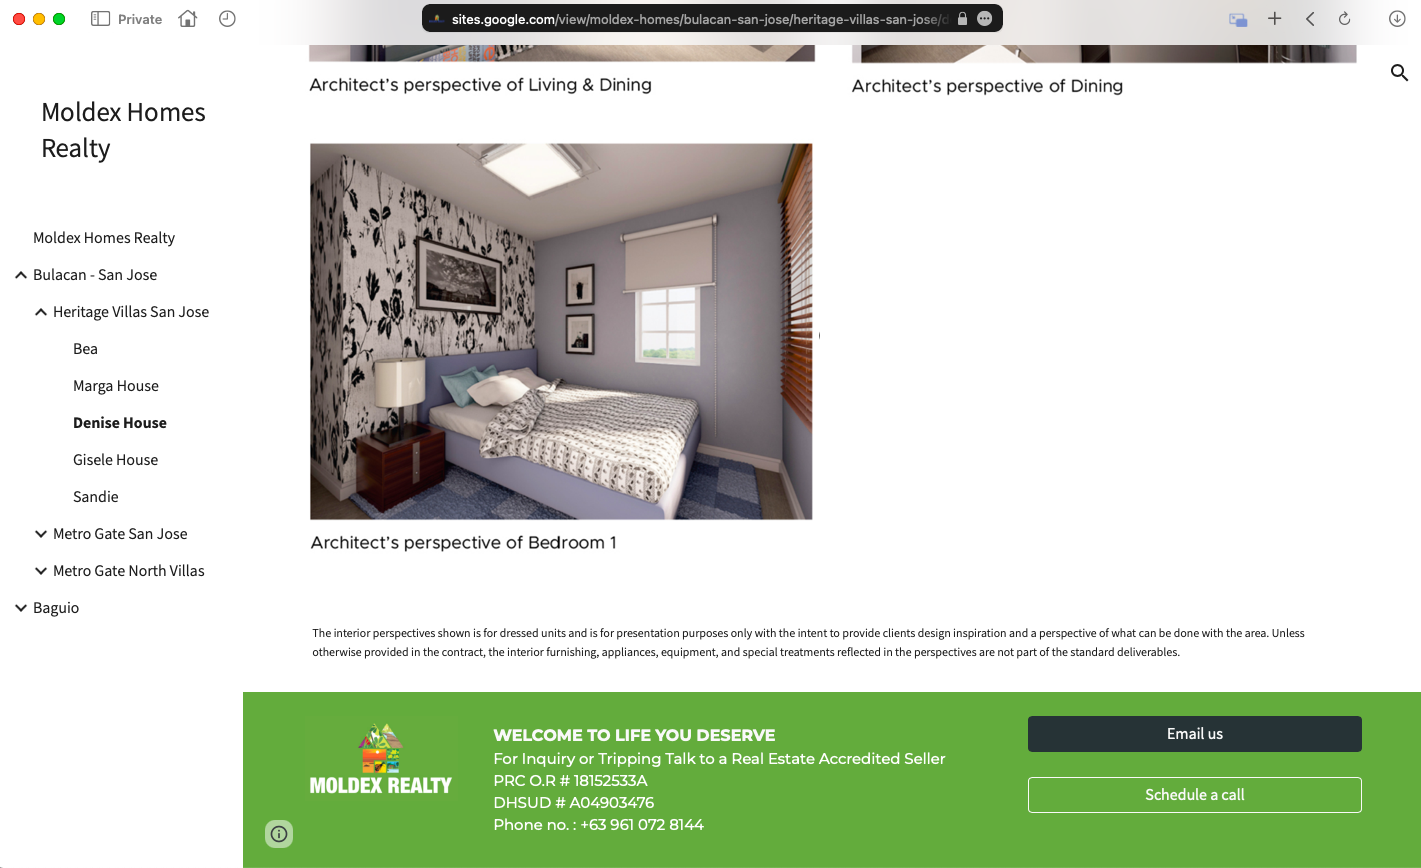 Private
sites.google.com/view/moldex-homes/bulacan-san-jose/heritage-villas-san-jose/d
Moldex Homes
Realty
Moldex Homes Realty
Bulacan - San Jose
Heritage Villas San Jose
Bea
Marga House
Denise House
Gisele House
Sandie
Metro Gate San Jose
Metro Gate North Villas
Baguio
Architect's perspective of Living & Dining
Architect's perspective of Dining
Architect's perspective of Bedroom 1
The interior perspectives shown is for dressed units and is for presentation purposes only with the intent to provide clients design inspiration and a perspective of what can be done with the area. Unless
otherwise provided in the contract, the interior furnishing, appliances, equipment, and special treatments reflected in the perspectives are not part of the standard deliverables.
MOLDEX REALTY
WELCOME TO LIFE YOU DESERVE
For Inquiry or Tripping Talk to a Real Estate Accredited Seller
PRC O.R # 18152533A
DHSUD # A04903476
Phone no. : +63 961 072 8144
Email us
Schedule a call